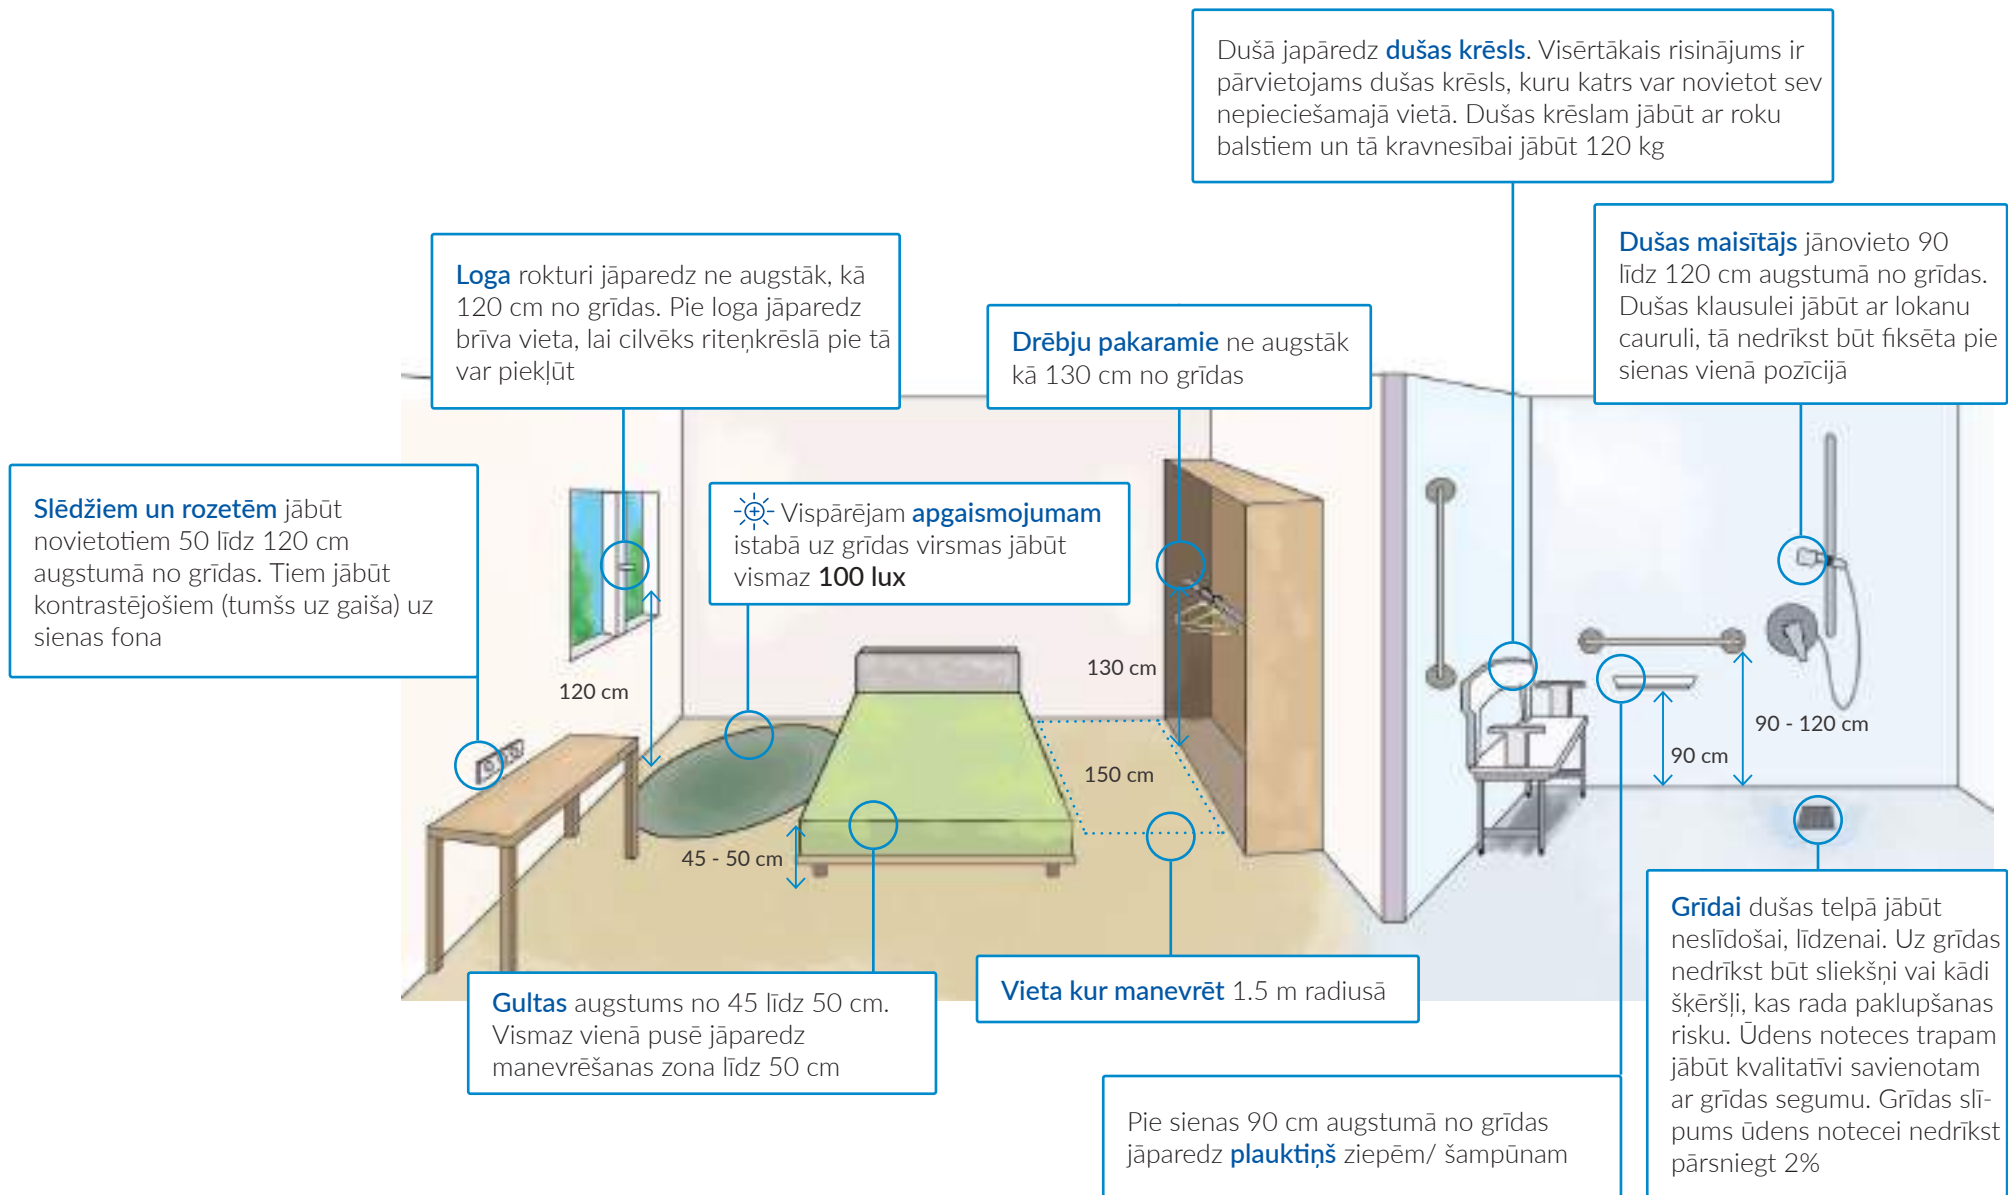 Dušā japāredz dušas krēsls. Visērtākais risinājums ir
pārvietojams dušas krēsls, kuru katrs var novietot sev
nepieciešamajā vietā. Dušas krēslam jābūt ar roku
balstiem un tā kravnesībai jābūt 120 kg
Dušas maisītājs jānovieto 90
līdz 120 cm augstumā no grīdas.
Dušas klausulei jābūt ar lokanu
cauruli, tā nedrīkst būt fiksēta pie
sienas vienā pozīcijā
Loga rokturi jāparedz ne augstāk, kā
120 cm no grīdas. Pie loga jāparedz
brīva vieta, lai cilvēks riteņkrēslā pie tā
var piekļūt
Drēbju pakaramie ne augstāk
kā 130 cm no grīdas
Slēdžiem un rozetēm jābūt
novietotiem 50 līdz 120 cm
augstumā no grīdas. Tiem jābūt
kontrastējošiem (tumšs uz gaiša) uz
sienas fona
Vispārējam apgaismojumam
istabā uz grīdas virsmas jābūt
vismaz 100 lux
120 cm
130 cm
150 cm
45 - 50 cm
90 cm
90 - 120 cm
Gultas augstums no 45 līdz 50 cm.
Vismaz vienā pusē jāparedz
manevrēšanas zona līdz 50 cm
Vieta kur manevrēt 1.5 m radiusā
Pie sienas 90 cm augstumā no grīdas
jāparedz plauktiņš ziepēm/ šampūnam
Grīdai dušas telpā jābūt
neslīdošai, līdzenai. Uz grīdas
nedrīkst būt sliekšņi vai kādi
šķēršļi, kas rada paklupšanas
risku. Ūdens noteces trapam
jābūt kvalitatīvi savienotam
ar grīdas segumu. Grīdas slī-
pums ūdens notecei nedrīkst
pārsniegt 2%